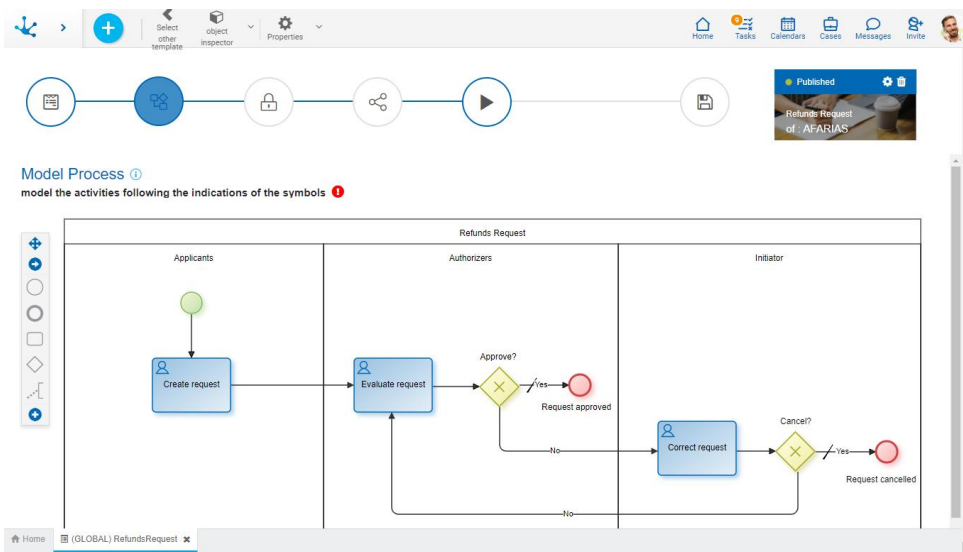 Select
other
template
object
inspector
Properties
Home
9
Tasks
Calendars
Cases
Messages
Invite
Published
Refunds Request
of : AFARIAS
Model Process
model the activities following the indications of the symbols
Refunds Request
Applicants
Authorizers
Initiator
Create request
Evaluate request
Approve?
Yes
Request approved
No
Correct request
Cancel?
Yes
Request cancelled
No
Home
(GLOBAL) RefundsRequest